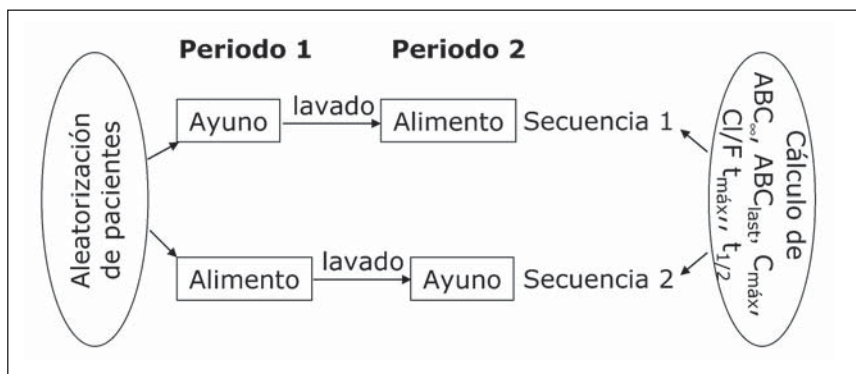 Periodo 1
Periodo 2
Aleatorización
de pacientes
Ayuno
lavado
Alimento
Secuencia 1
Alimento
lavado
Ayuno
Secuencia 2
Cálculo de
ABC∞, ABClast, Cmáx,
Cl/F tmáx, t1/2